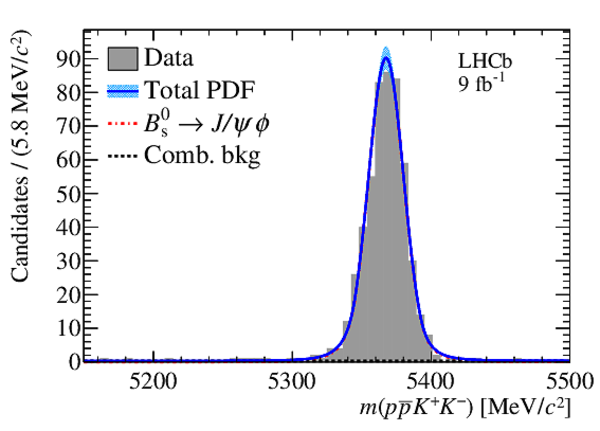 Candidates / (5.8 MeV/c²)
90
80
70
60
50
40
30
20
10
0
Data
Total PDF
B⁰ₛ → J/ψ ϕ
Comb. bkg
LHCb
9 fb⁻¹
5200 5300 5400 5500
m(pp̅K⁺K⁻) [MeV/c²]